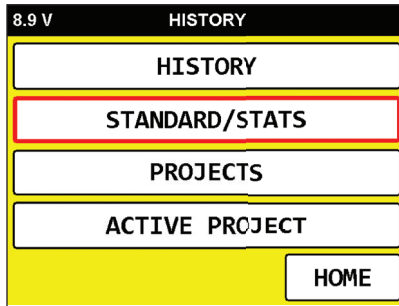 8.9 V HISTORY
HISTORY
STANDARD/STATS
PROJECTS
ACTIVE PROJECT
HOME